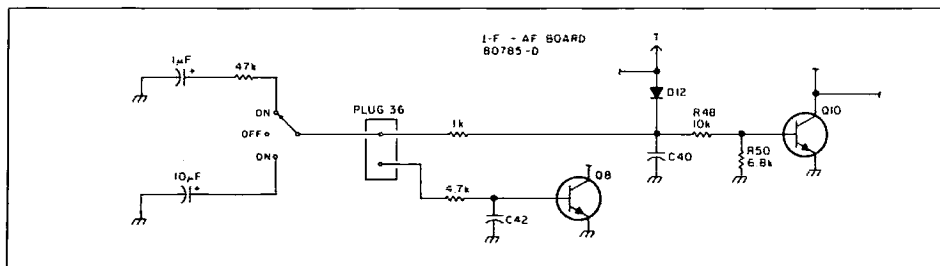 I-F - AF BOARD
80785-D
1µF
47k
ON
OFF
ON
10µF
PLUG 36
1k
4.7k
C42
Q8
D12
C40
R48
10k
R50
6.8k
Q10